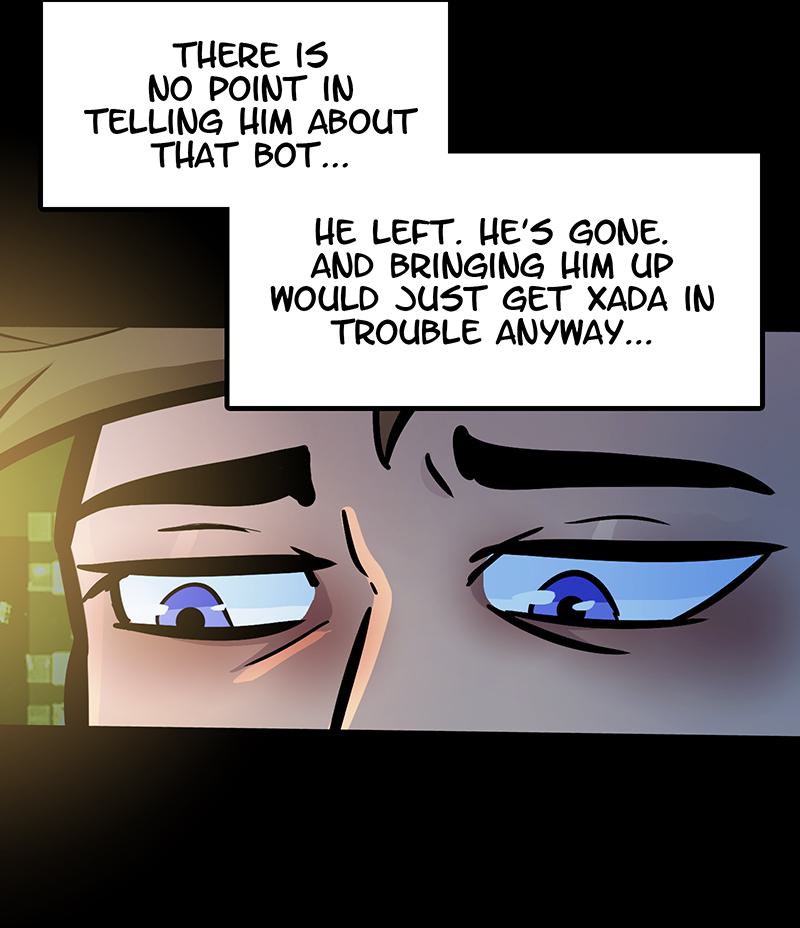 THERE IS
NO POINT IN
TELLING HIM ABOUT
THAT BOT...
HE LEFT. HE'S GONE.
AND BRINGING HIM UP
WOULD JUST GET XADA IN
TROUBLE ANYWAY...